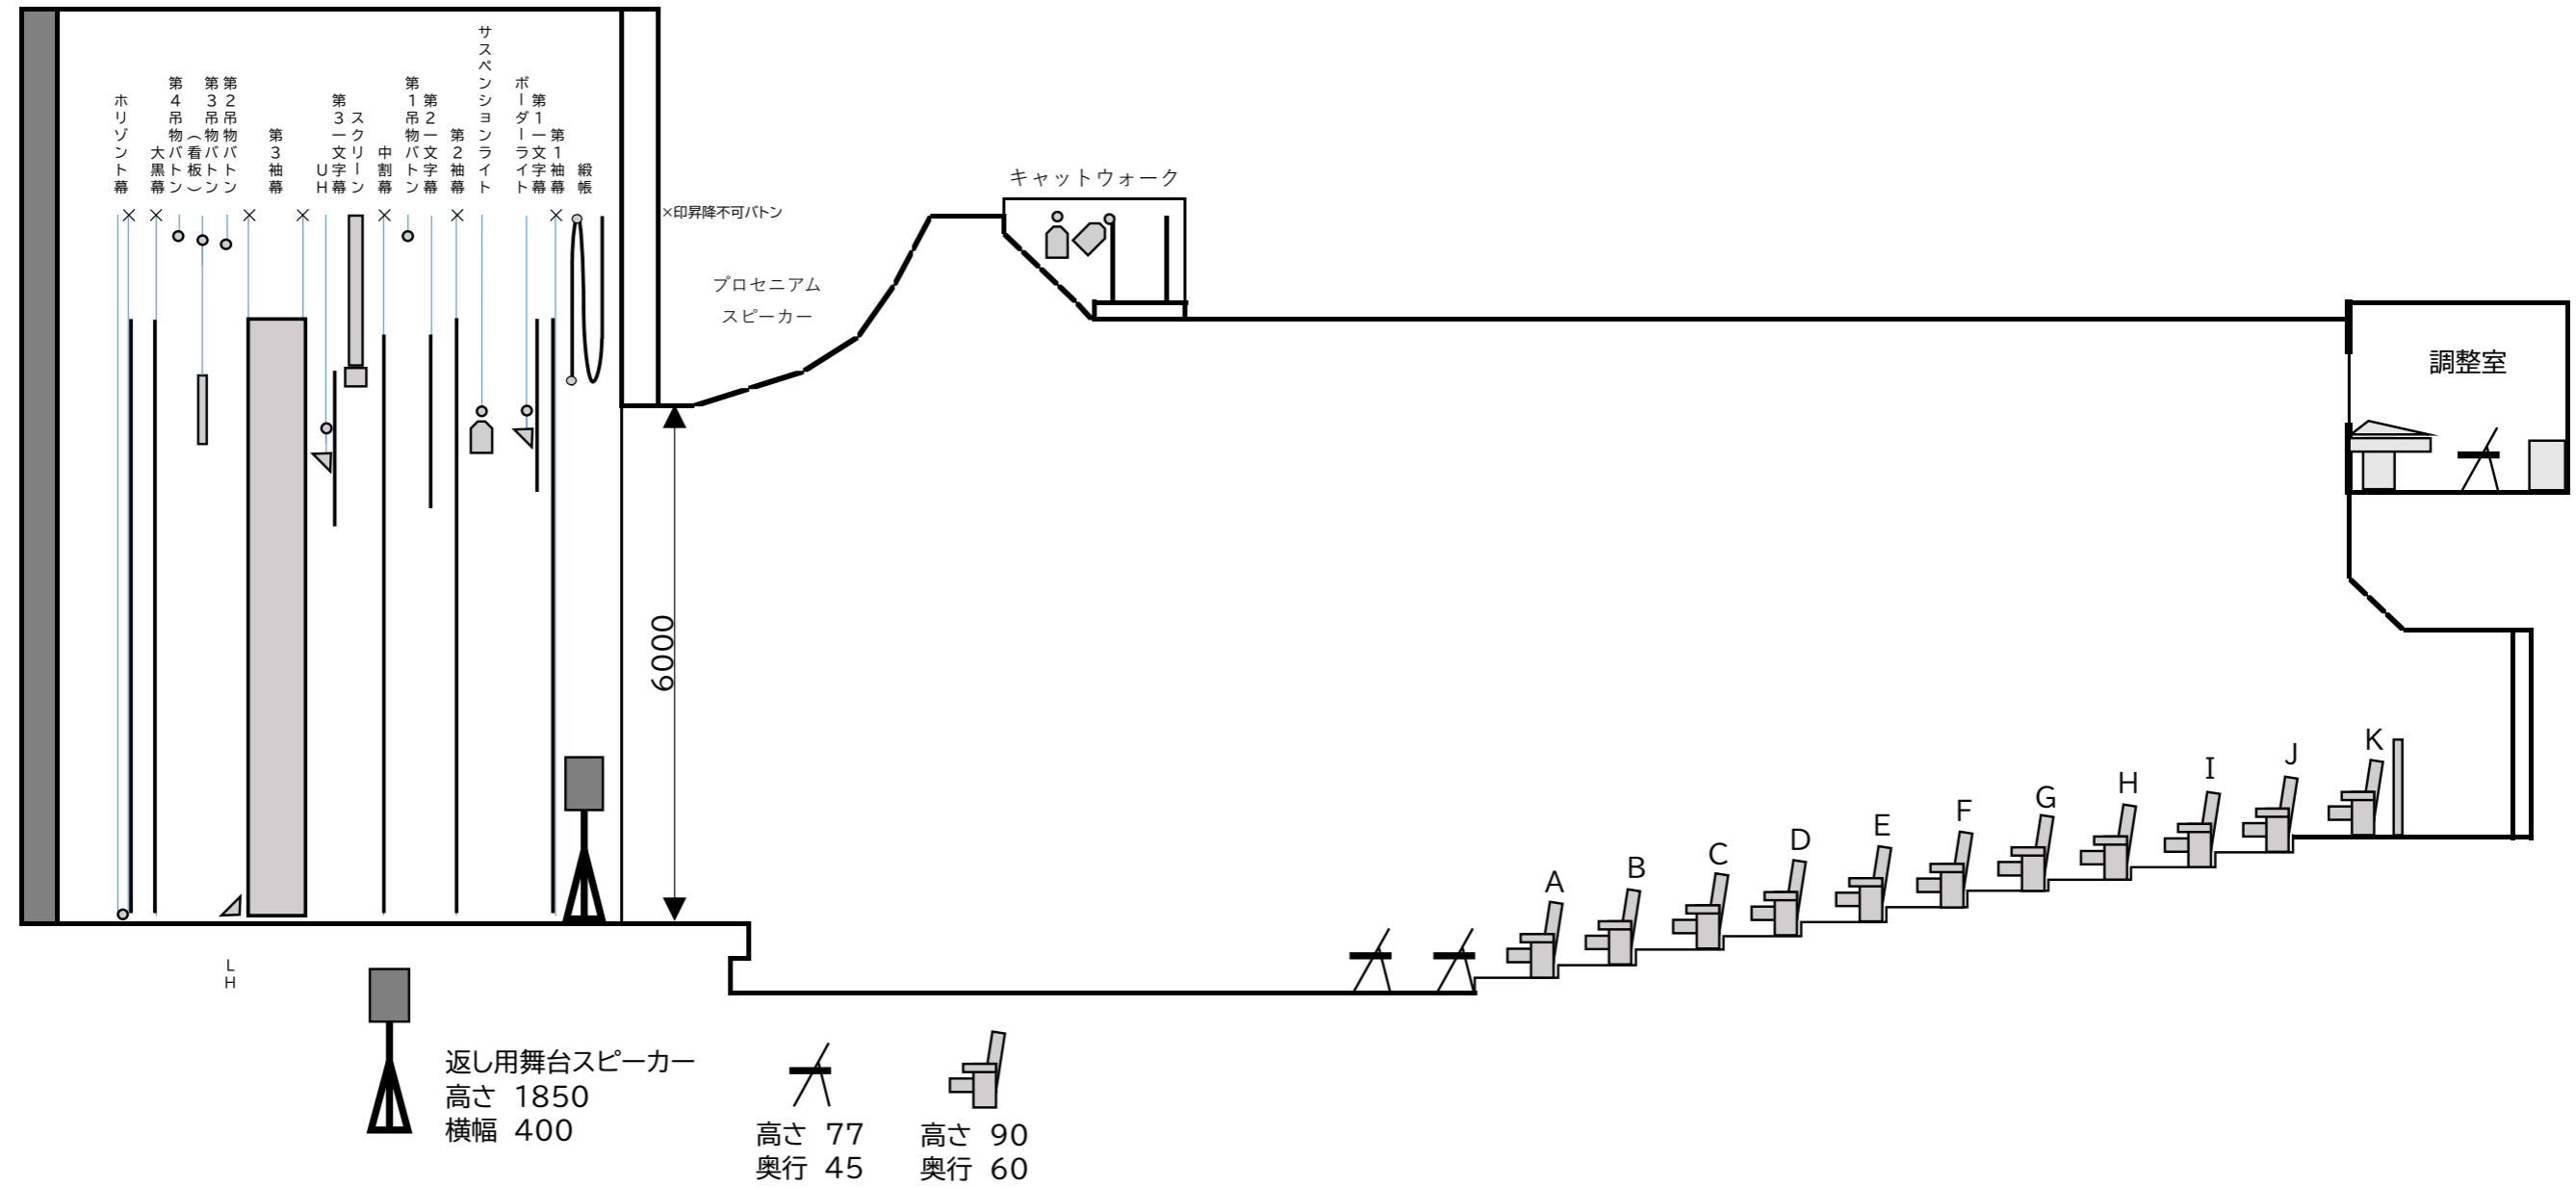 ホリゾント幕
大黒幕
第4吊物バトン
第3吊物バトン
（看板）
第2吊物バトン
第3袖幕
UH
第3一文字幕
スクリーン
中割幕
第1吊物バトン
第2一文字幕
第2袖幕
サスペンションライト
ボーダーライト
第1一文字幕
第1袖幕
緞帳
×印昇降不可バトン
プロセニアム
スピーカー
キャットウォーク
調整室
6000
A
B
C
D
E
F
G
H
I
J
K
LH
返し用舞台スピーカー
高さ 1850
横幅 400
高さ 77
奥行 45
高さ 90
奥行 60